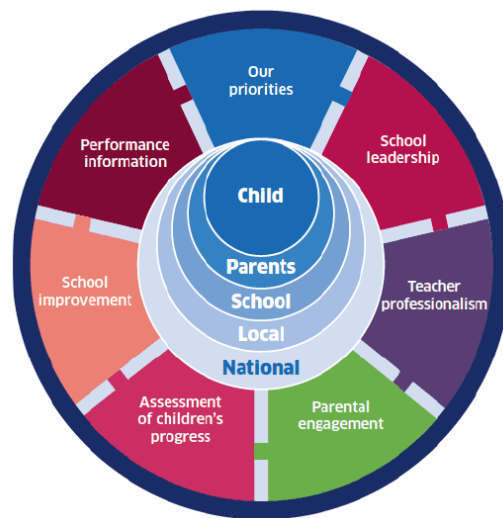 Our
priorities
School
leadership
Teacher
professionalism
Parental
engagement
Assessment
of children's
progress
School
improvement
Performance
information
Child
Parents
School
Local
National